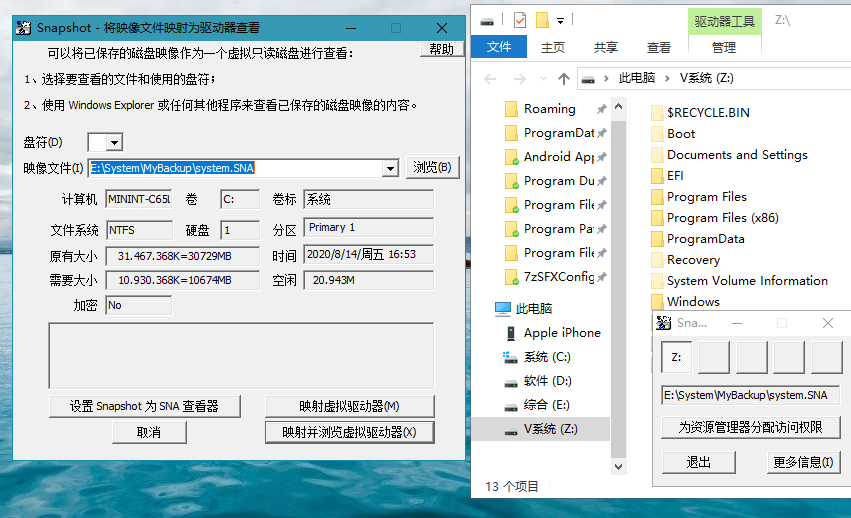 Snapshot - 将映像文件映射为驱动器查看
可以将已保存的磁盘映像作为一个虚拟只读磁盘进行查看:
帮助
1、选择要查看的文件和使用的盘符;
2、使用 Windows Explorer 或任何其他程序来查看已保存的磁盘映像的内容。
盘符(D)
映像文件(I)
E:\System\MyBackup\system.SNA
浏览(B)
计算机
MININT-C65l
卷
C:
卷标
系统
文件系统
NTFS
硬盘
1
分区
Primary 1
原有大小
31.467.368K=30729MB
时间
2020/8/14/周五 16:53
需要大小
10.930.368K=10674MB
空闲
20.943M
加密
No
设置 Snapshot 为 SNA 查看器
映射虚拟驱动器(M)
取消
映射并浏览虚拟驱动器(X)
驱动器工具
Z:\
文件
主页
共享
查看
管理
此电脑
V系统 (Z:)
Roaming
ProgramDat
Android App
Program Du
Program File
Program Pa
Program File
7zSFXConfig
此电脑
Apple iPhone
系统 (C:)
软件 (D:)
综合 (E:)
V系统 (Z:)
13 个项目
$RECYCLE.BIN
Boot
Documents and Settings
EFI
Program Files
Program Files (x86)
ProgramData
Recovery
System Volume Information
Windows
Sna...
Z:
E:\System\MyBackup\system.SNA
为资源管理器分配访问权限
退出
更多信息(I)